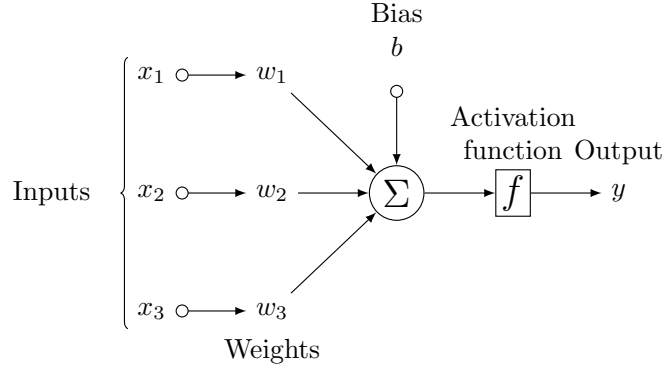 Bias
b
x₁ w₁
Activation
function Output
Inputs x₂ w₂ Σ f y
x₃ w₃
Weights